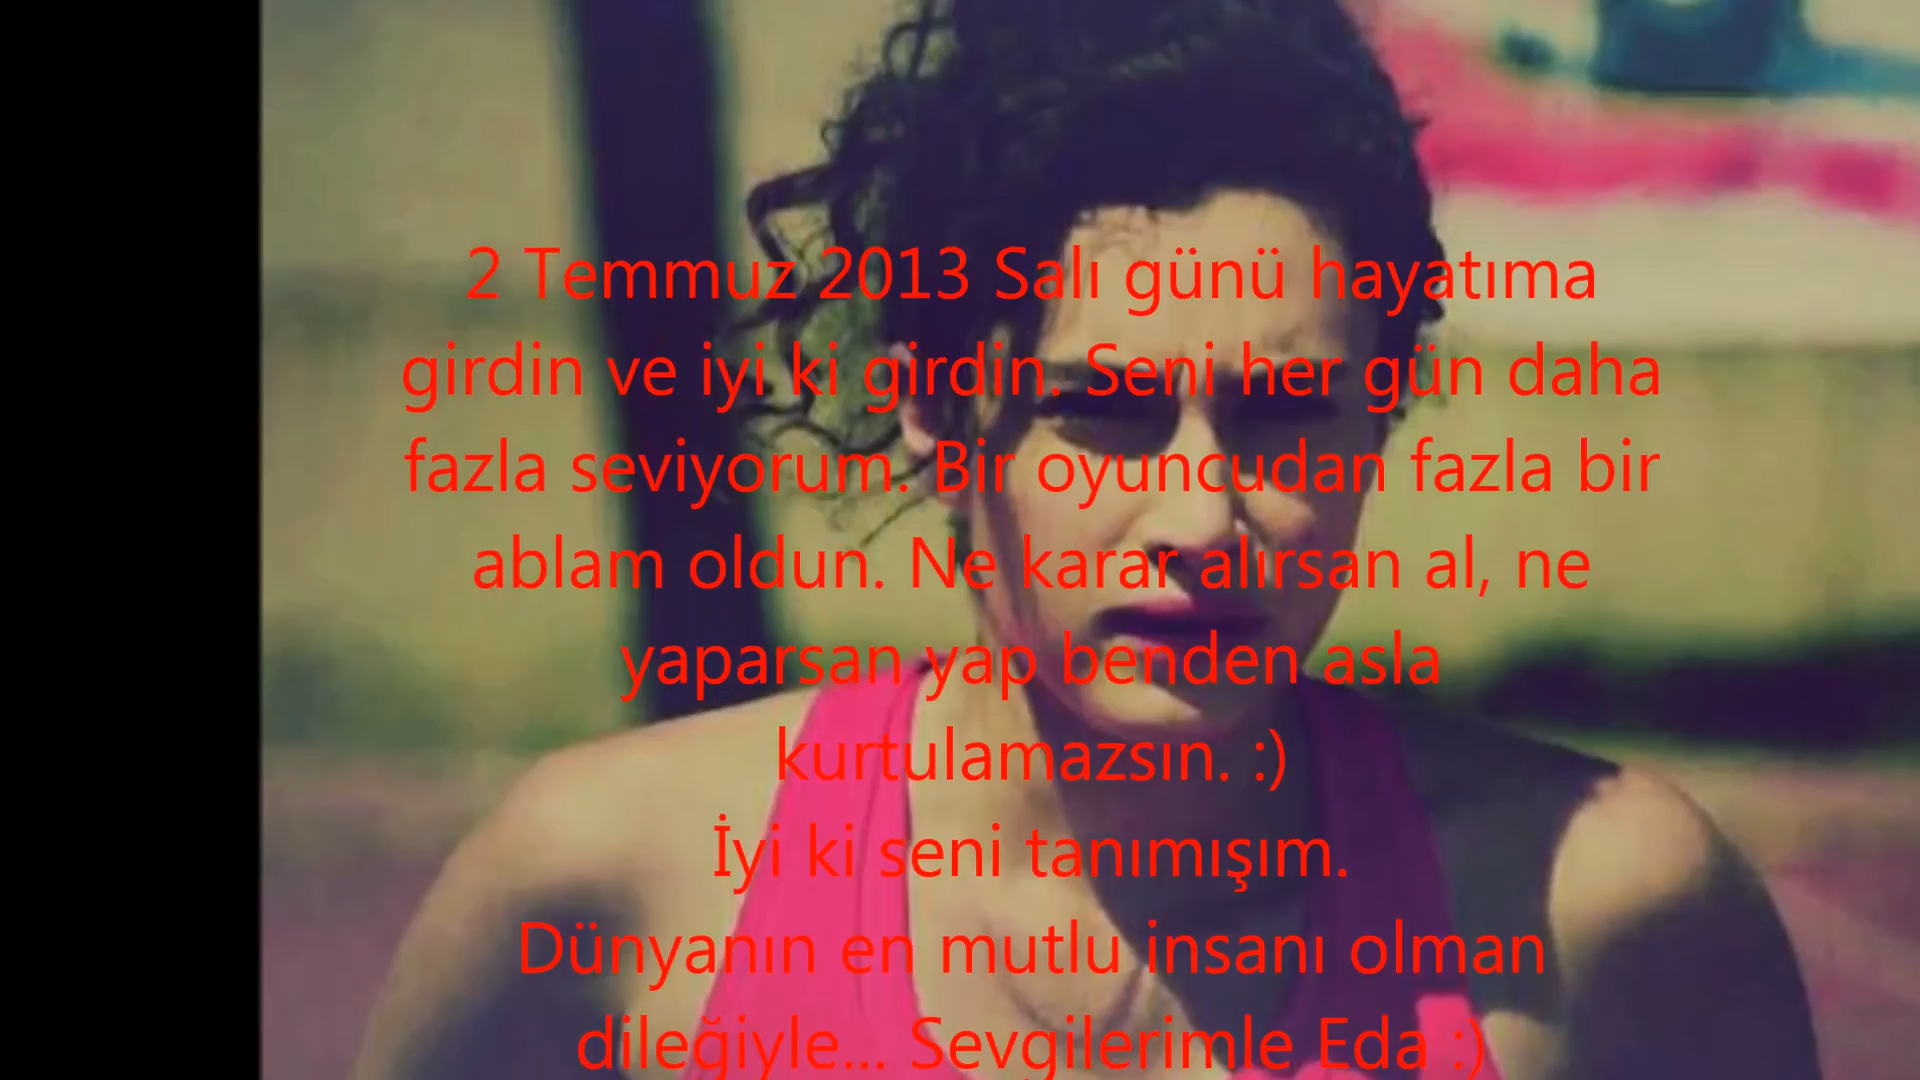 2 Temmuz 2013 Salı günü hayatıma
girdin ve iyi ki girdin. Seni her gün daha
fazla seviyorum. Bir oyuncudan fazla bir
ablam oldun. Ne karar alırsan al, ne
yaparsan yap benden asla
kurtulamazsın. :)
İyi ki seni tanımışım.
Dünyanın en mutlu insanı olman
dileğiyle... Sevgilerimle Eda :)